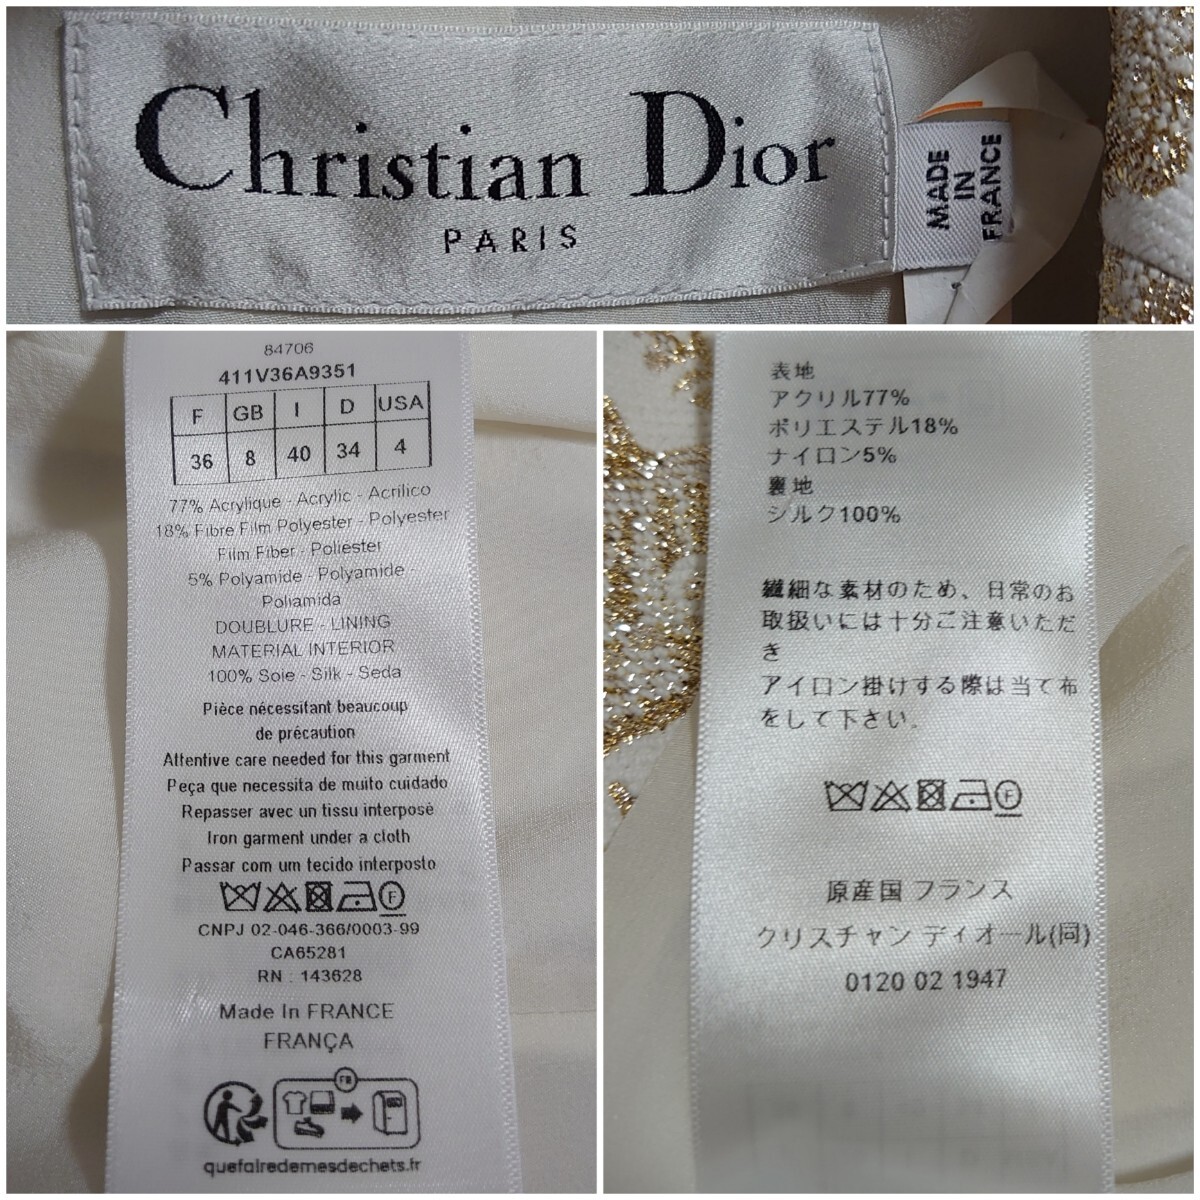 Christian Dior
PARIS
MADE
IN
FRANCE
84706
411V36A9351
F GB I D USA
36 8 40 34 4
77% Acrylique - Acrylic - Acrílico
18% Fibre Film Polyester - Polyester
Film Fiber - Poliéster
5% Polyamide - Polyamide -
Poliamida
DOUBLURE - LINING
MATERIAL INTERIOR
100% Soie - Silk - Seda
Pièce nécessitant beaucoup
de précaution
Attentive care needed for this garment
Peça que necessita de muito cuidado
Repasser avec un tissu interposé
Iron garment under a cloth
Passar com um tecido interposto
F
CNPJ 02-046-366/0003-99
CA65281
RN : 143628
Made In FRANCE
FRANÇA
FR
quefairedemesdechets.fr
表地
アクリル77%
ポリエステル18%
ナイロン5%
裏地
シルク100%
繊細な素材のため、日常のお
取扱いには十分ご注意いただ
き
アイロン掛けする際は当て布
をして下さい。
F
原産国 フランス
クリスチャン ディオール(同)
0120 02 1947